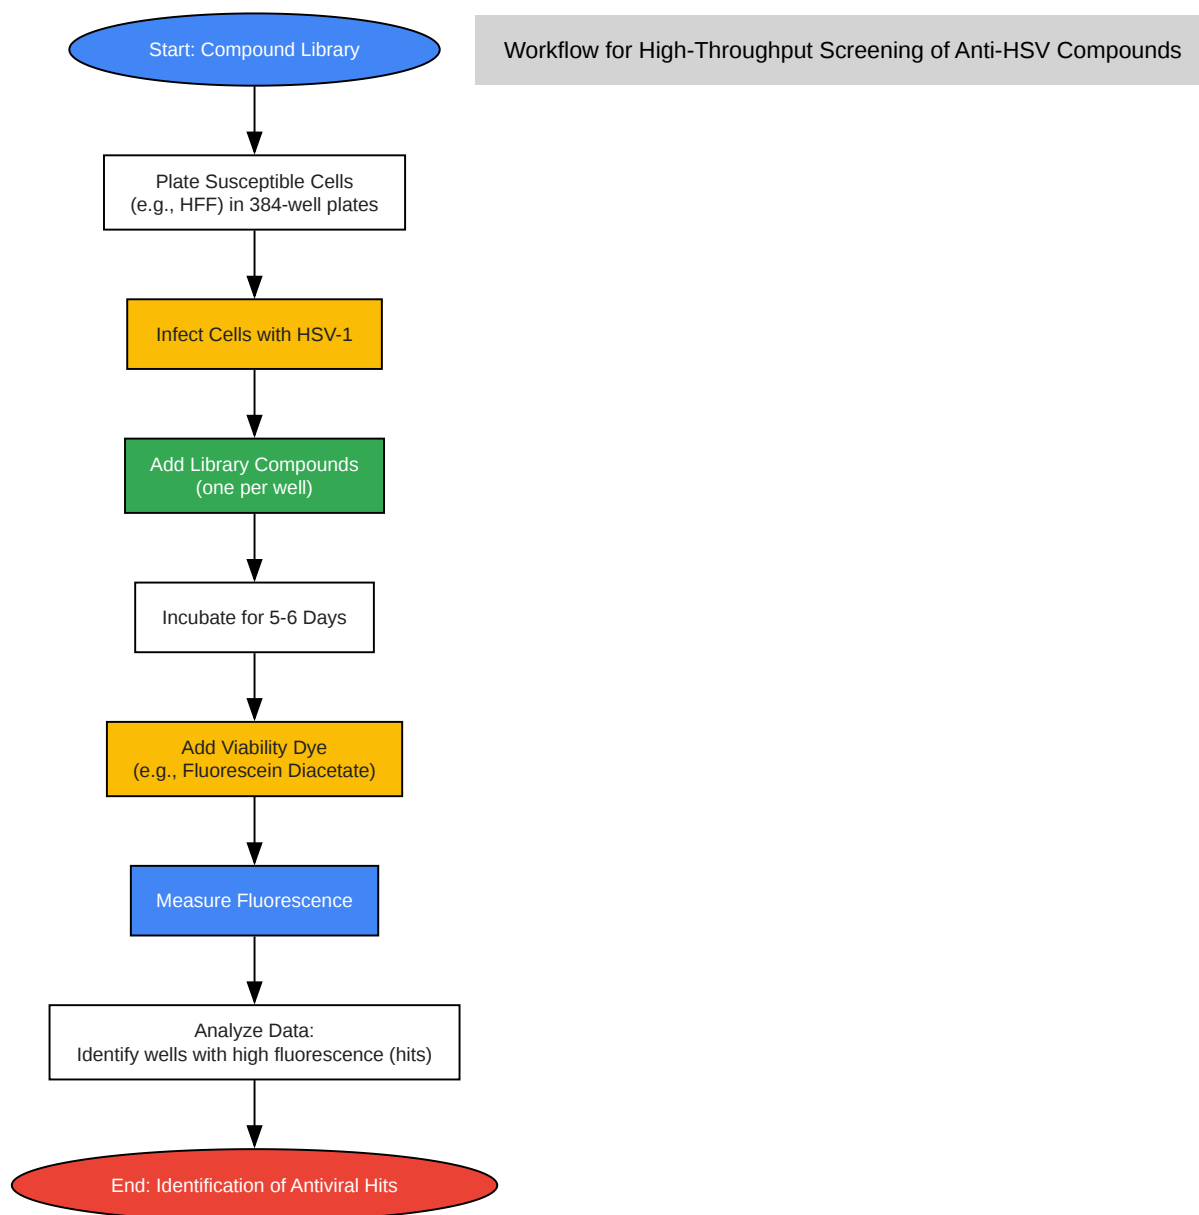 Start: Compound Library
Workflow for High-Throughput Screening of Anti-HSV Compounds
Plate Susceptible Cells
(e.g., HFF) in 384-well plates
Infect Cells with HSV-1
Add Library Compounds
(one per well)
Incubate for 5-6 Days
Add Viability Dye
(e.g., Fluorescein Diacetate)
Measure Fluorescence
Analyze Data:
Identify wells with high fluorescence (hits)
End: Identification of Antiviral Hits